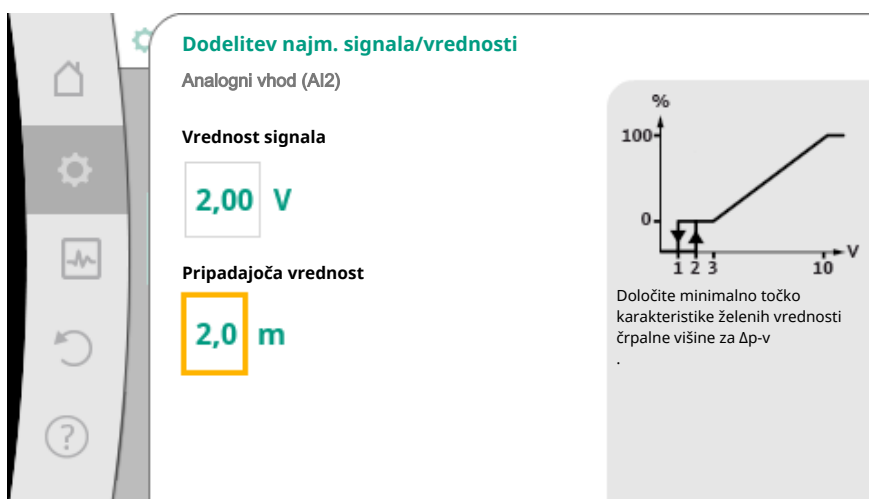 Dodelitev najm. signala/vrednosti
Analogni vhod (AI2)
Vrednost signala
2,00 V
Pripadajoča vrednost
2,0 m
%
100
0
1 2 3 10 V
Določite minimalno točko
karakteristike želenih vrednosti
črpalne višine za Δp-v
.
?